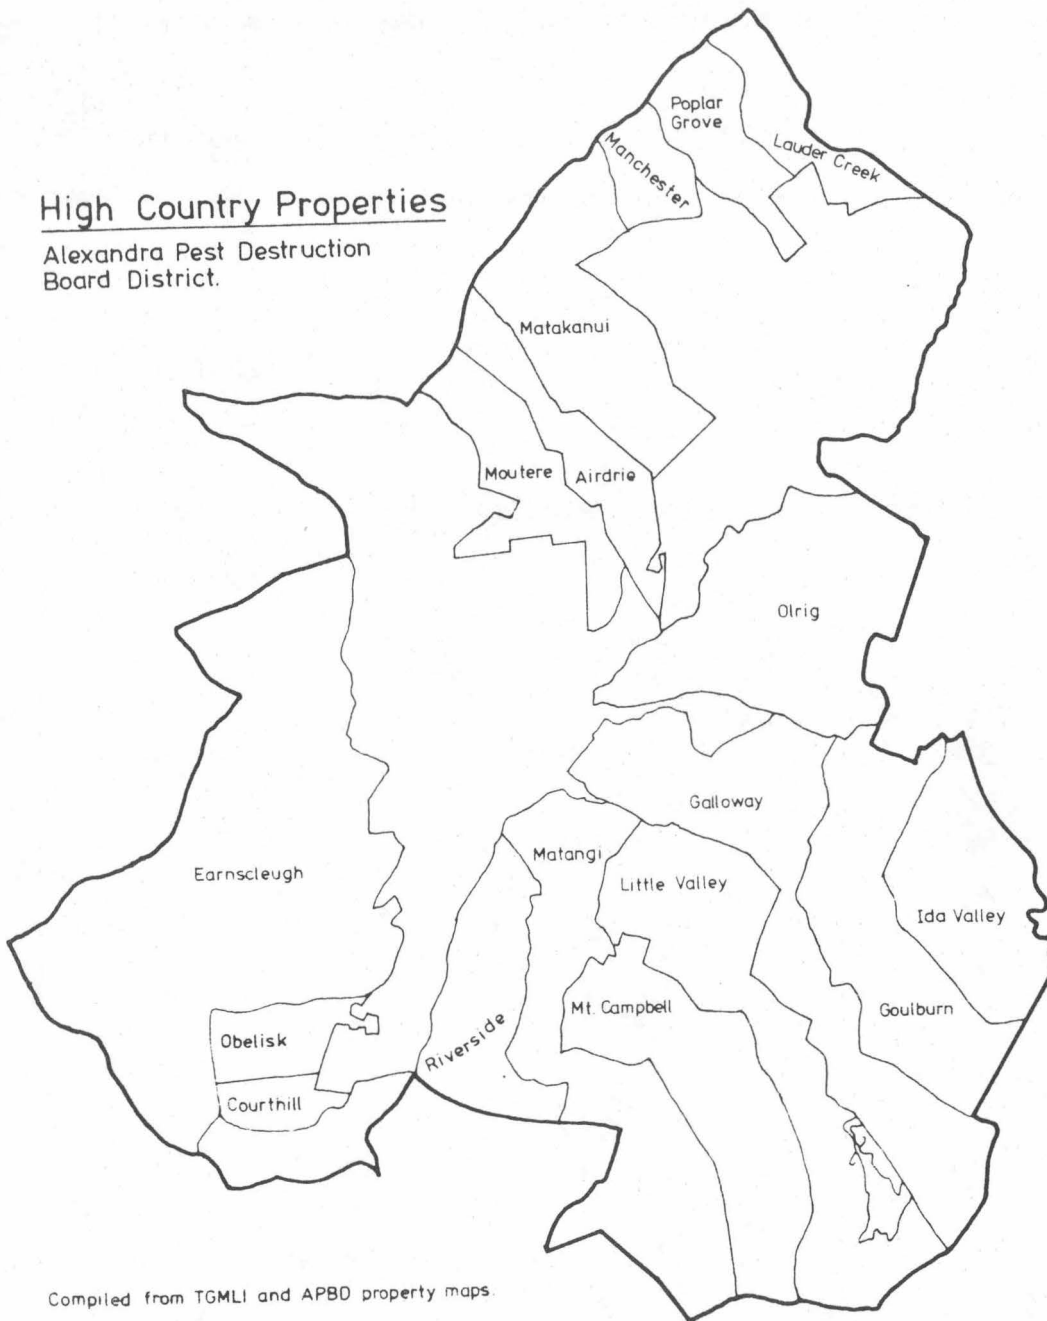 High Country Properties
Alexandra Pest Destruction
Board District.
Poplar
Grove
Lauder Creek
Manchester
Matakanui
Moutere
Airdrie
Olrig
Galloway
Matangi
Earnscleugh
Little Valley
Ida Valley
Mt. Campbell
Goulburn
Obelisk
Riverside
Courthill
Compiled from TGMLI and APBD property maps.